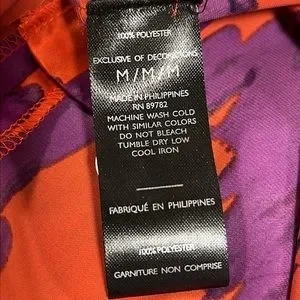 100% POLYESTER
EXCLUSIVE OF DECORATIONS
M/M/M
MADE IN PHILIPPINES
RN 89782
MACHINE WASH COLD
WITH SIMILAR COLORS
DO NOT BLEACH
TUMBLE DRY LOW
COOL IRON
FABRIQUÉ EN PHILIPPINES
100% POLYESTER
GARNITURE NON COMPRISE